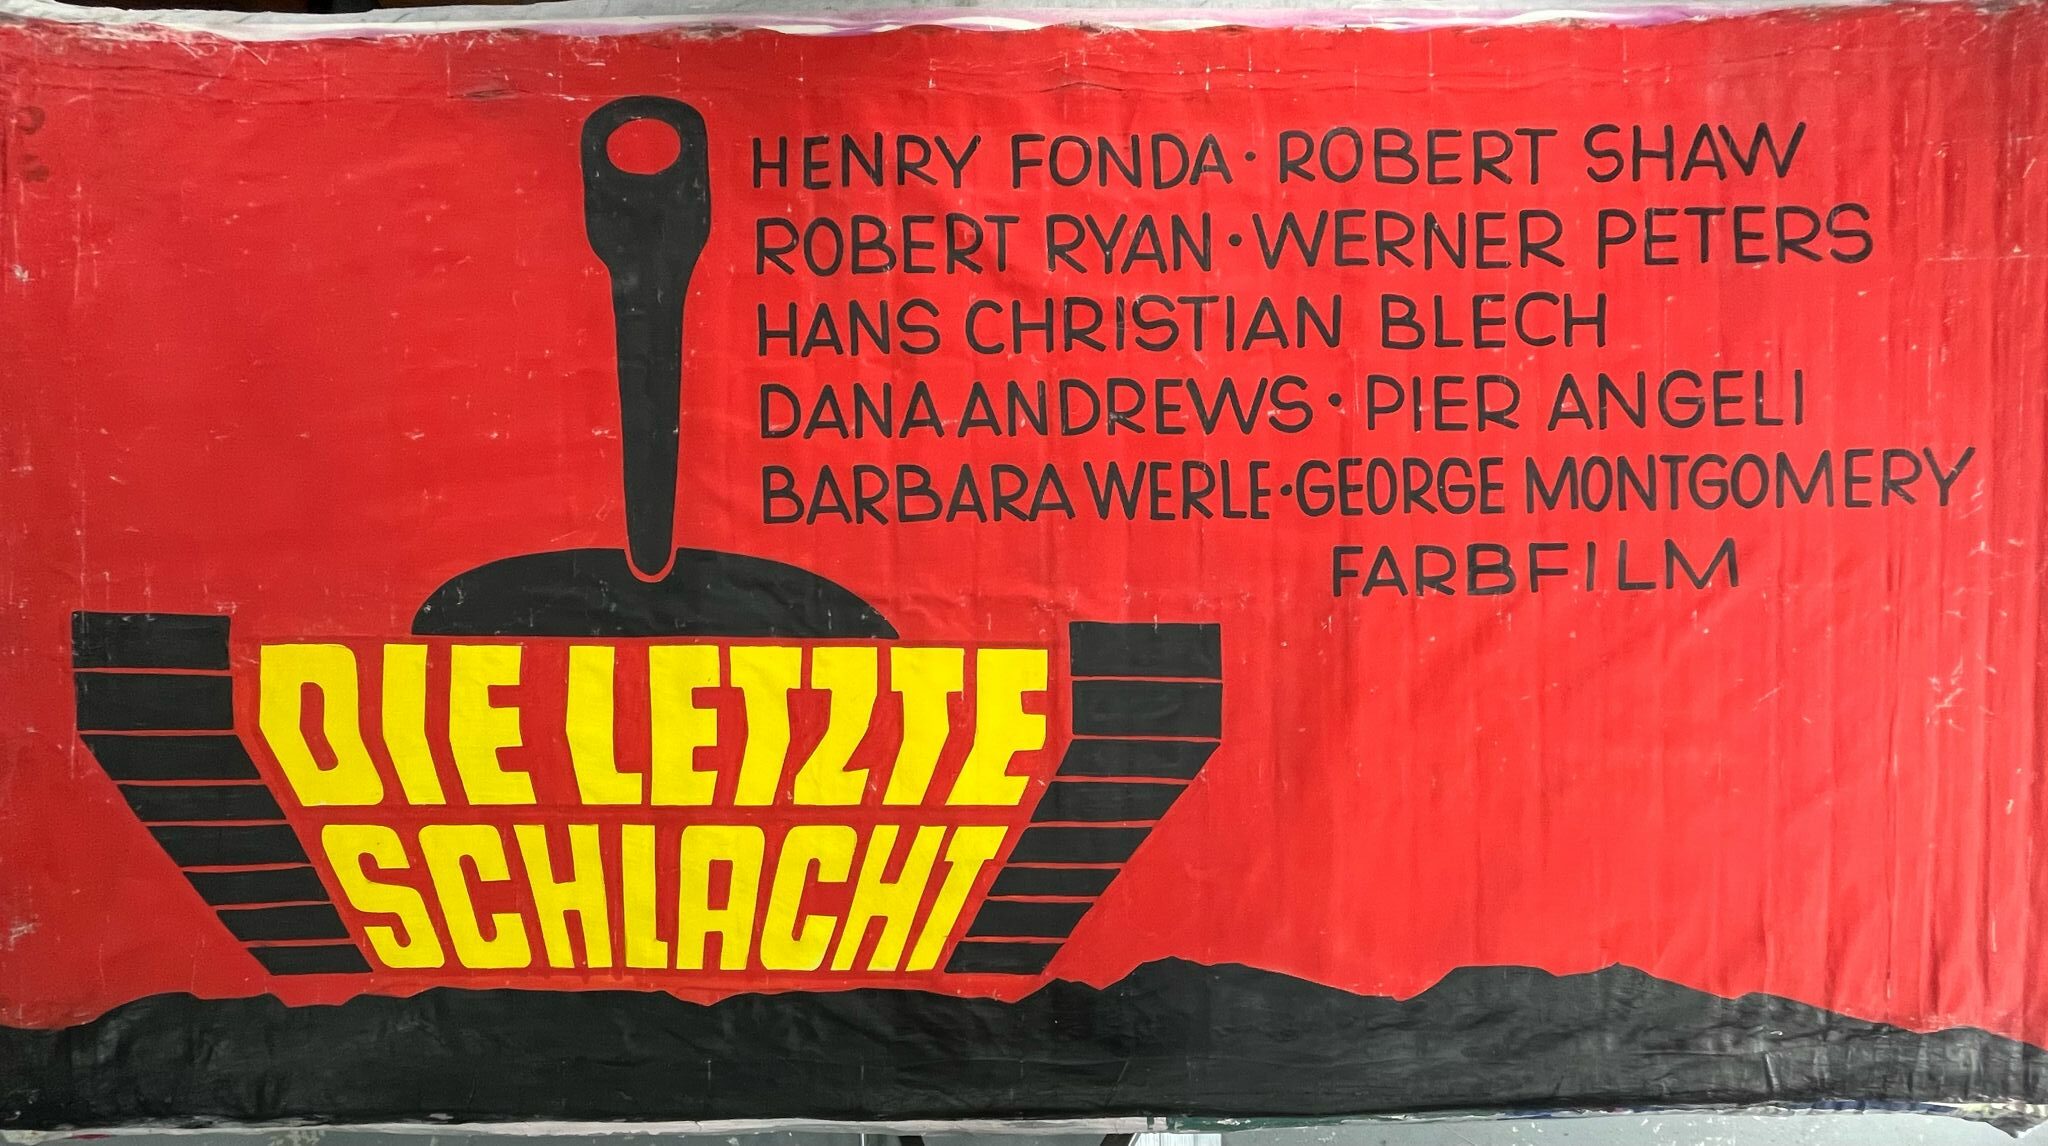 HENRY FONDA · ROBERT SHAW
ROBERT RYAN · WERNER PETERS
HANS CHRISTIAN BLECH
DANA ANDREWS · PIER ANGELI
BARBARA WERLE · GEORGE MONTGOMERY
FARBFILM
DIE LETZTE
SCHLACHT